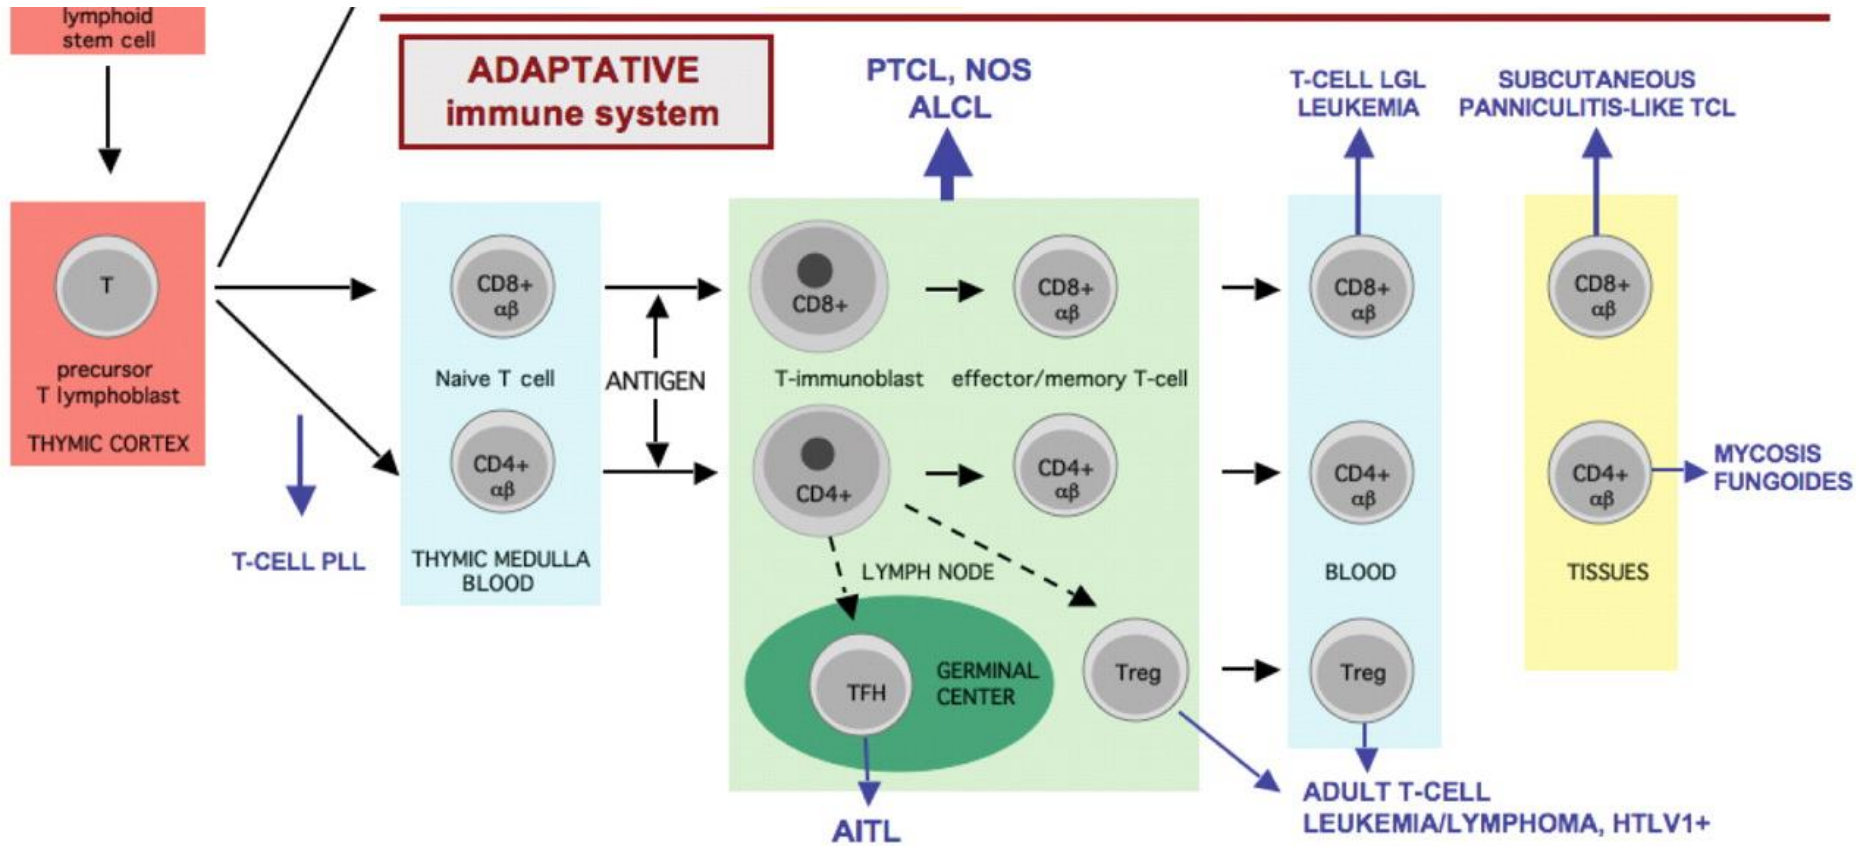 lymphoid
stem cell
ADAPTATIVE
immune system
PTCL, NOS
ALCL
T-CELL LGL
LEUKEMIA
SUBCUTANEOUS
PANNICULITIS-LIKE TCL
T
precursor
T lymphoblast
THYMIC CORTEX
T-CELL PLL
CD8+
αβ
Naive T cell
CD4+
αβ
THYMIC MEDULLA
BLOOD
ANTIGEN
CD8+
CD8+
αβ
T-immunoblast
effector/memory T-cell
CD4+
CD4+
αβ
LYMPH NODE
TFH
GERMINAL
CENTER
Treg
AITL
CD8+
αβ
CD4+
αβ
BLOOD
Treg
CD8+
αβ
CD4+
αβ
TISSUES
MYCOSIS
FUNGOIDES
ADULT T-CELL
LEUKEMIA/LYMPHOMA, HTLV1+